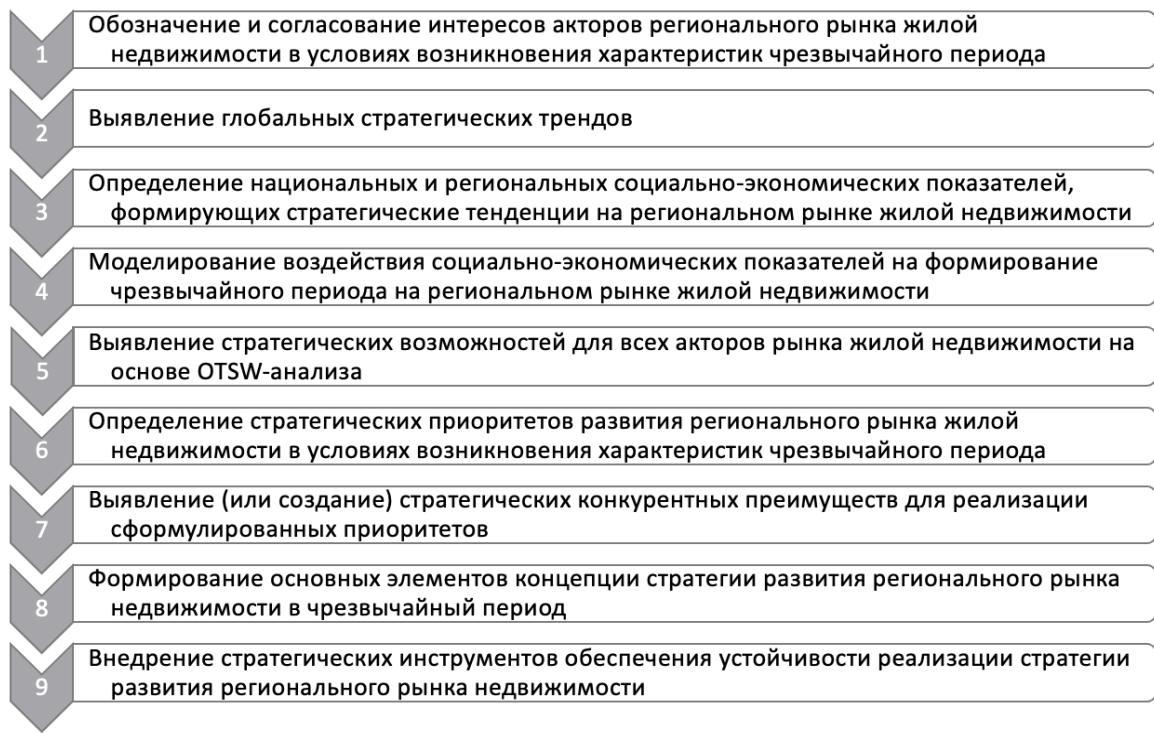 1
Обозначение и согласование интересов акторов регионального рынка жилой
недвижимости в условиях возникновения характеристик чрезвычайного периода
2
Выявление глобальных стратегических трендов
3
Определение национальных и региональных социально-экономических показателей,
формирующих стратегические тенденции на региональном рынке жилой недвижимости
4
Моделирование воздействия социально-экономических показателей на формирование
чрезвычайного периода на региональном рынке жилой недвижимости
5
Выявление стратегических возможностей для всех акторов рынка жилой недвижимости на
основе OTSW-анализа
6
Определение стратегических приоритетов развития регионального рынка жилой
недвижимости в условиях возникновения характеристик чрезвычайного периода
7
Выявление (или создание) стратегических конкурентных преимуществ для реализации
сформулированных приоритетов
8
Формирование основных элементов концепции стратегии развития регионального рынка
недвижимости в чрезвычайный период
9
Внедрение стратегических инструментов обеспечения устойчивости реализации стратегии
развития регионального рынка недвижимости